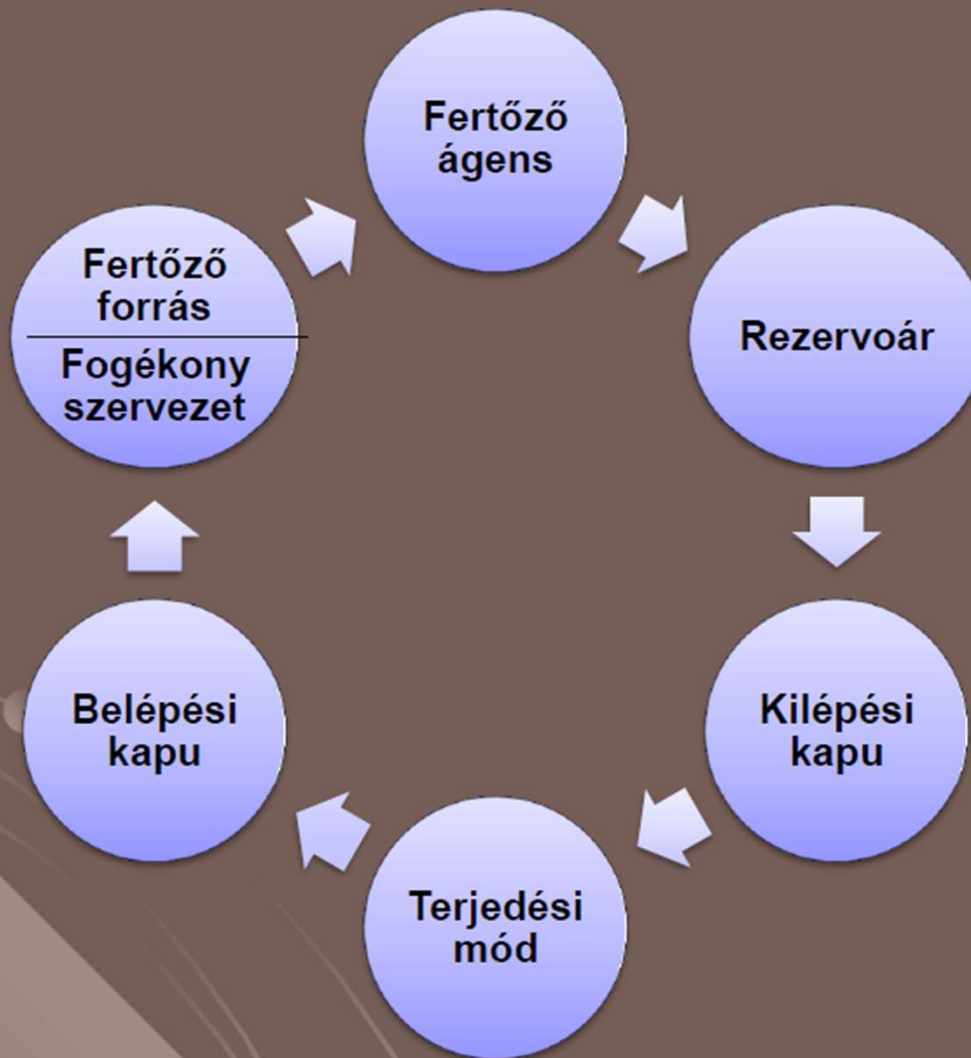 Fertőző
ágens
Rezervoár
Kilépési
kapu
Terjedési
mód
Belépési
kapu
Fertőző
forrás
Fogékony
szervezet